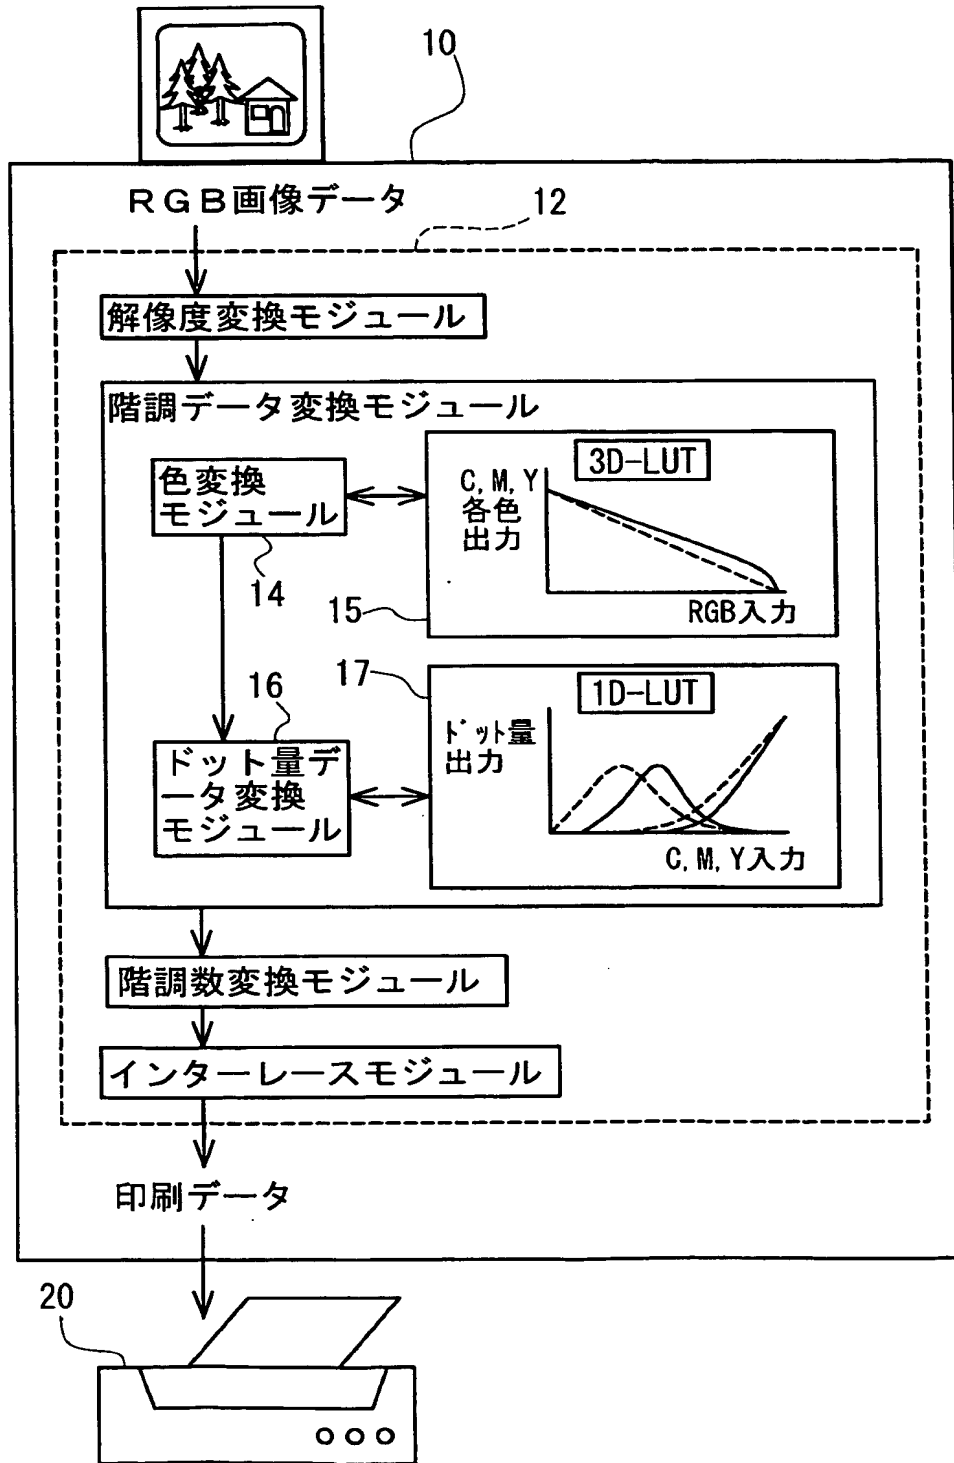 10
RGB画像データ
12
解像度変換モジュール
階調データ変換モジュール
色変換
モジュール
14
3D-LUT
C, M, Y
各色
出力
RGB入力
15
16
ドット量デ
ータ変換
モジュール
17
1D-LUT
ドット量
出力
C, M, Y入力
階調数変換モジュール
インターレースモジュール
印刷データ
20